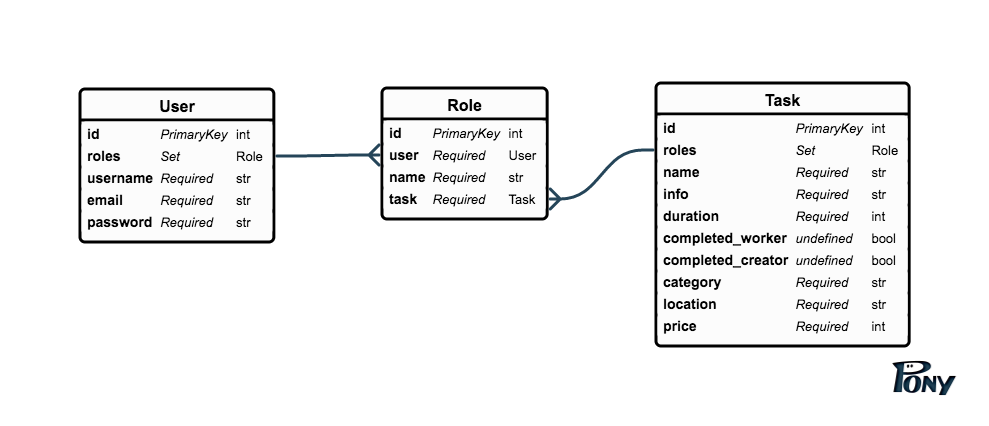 User
id PrimaryKey int
roles Set Role
username Required str
email Required str
password Required str
Role
id PrimaryKey int
user Required User
name Required str
task Required Task
Task
id PrimaryKey int
roles Set Role
name Required str
info Required str
duration Required int
completed_worker undefined bool
completed_creator undefined bool
category Required str
location Required str
price Required int
PONY